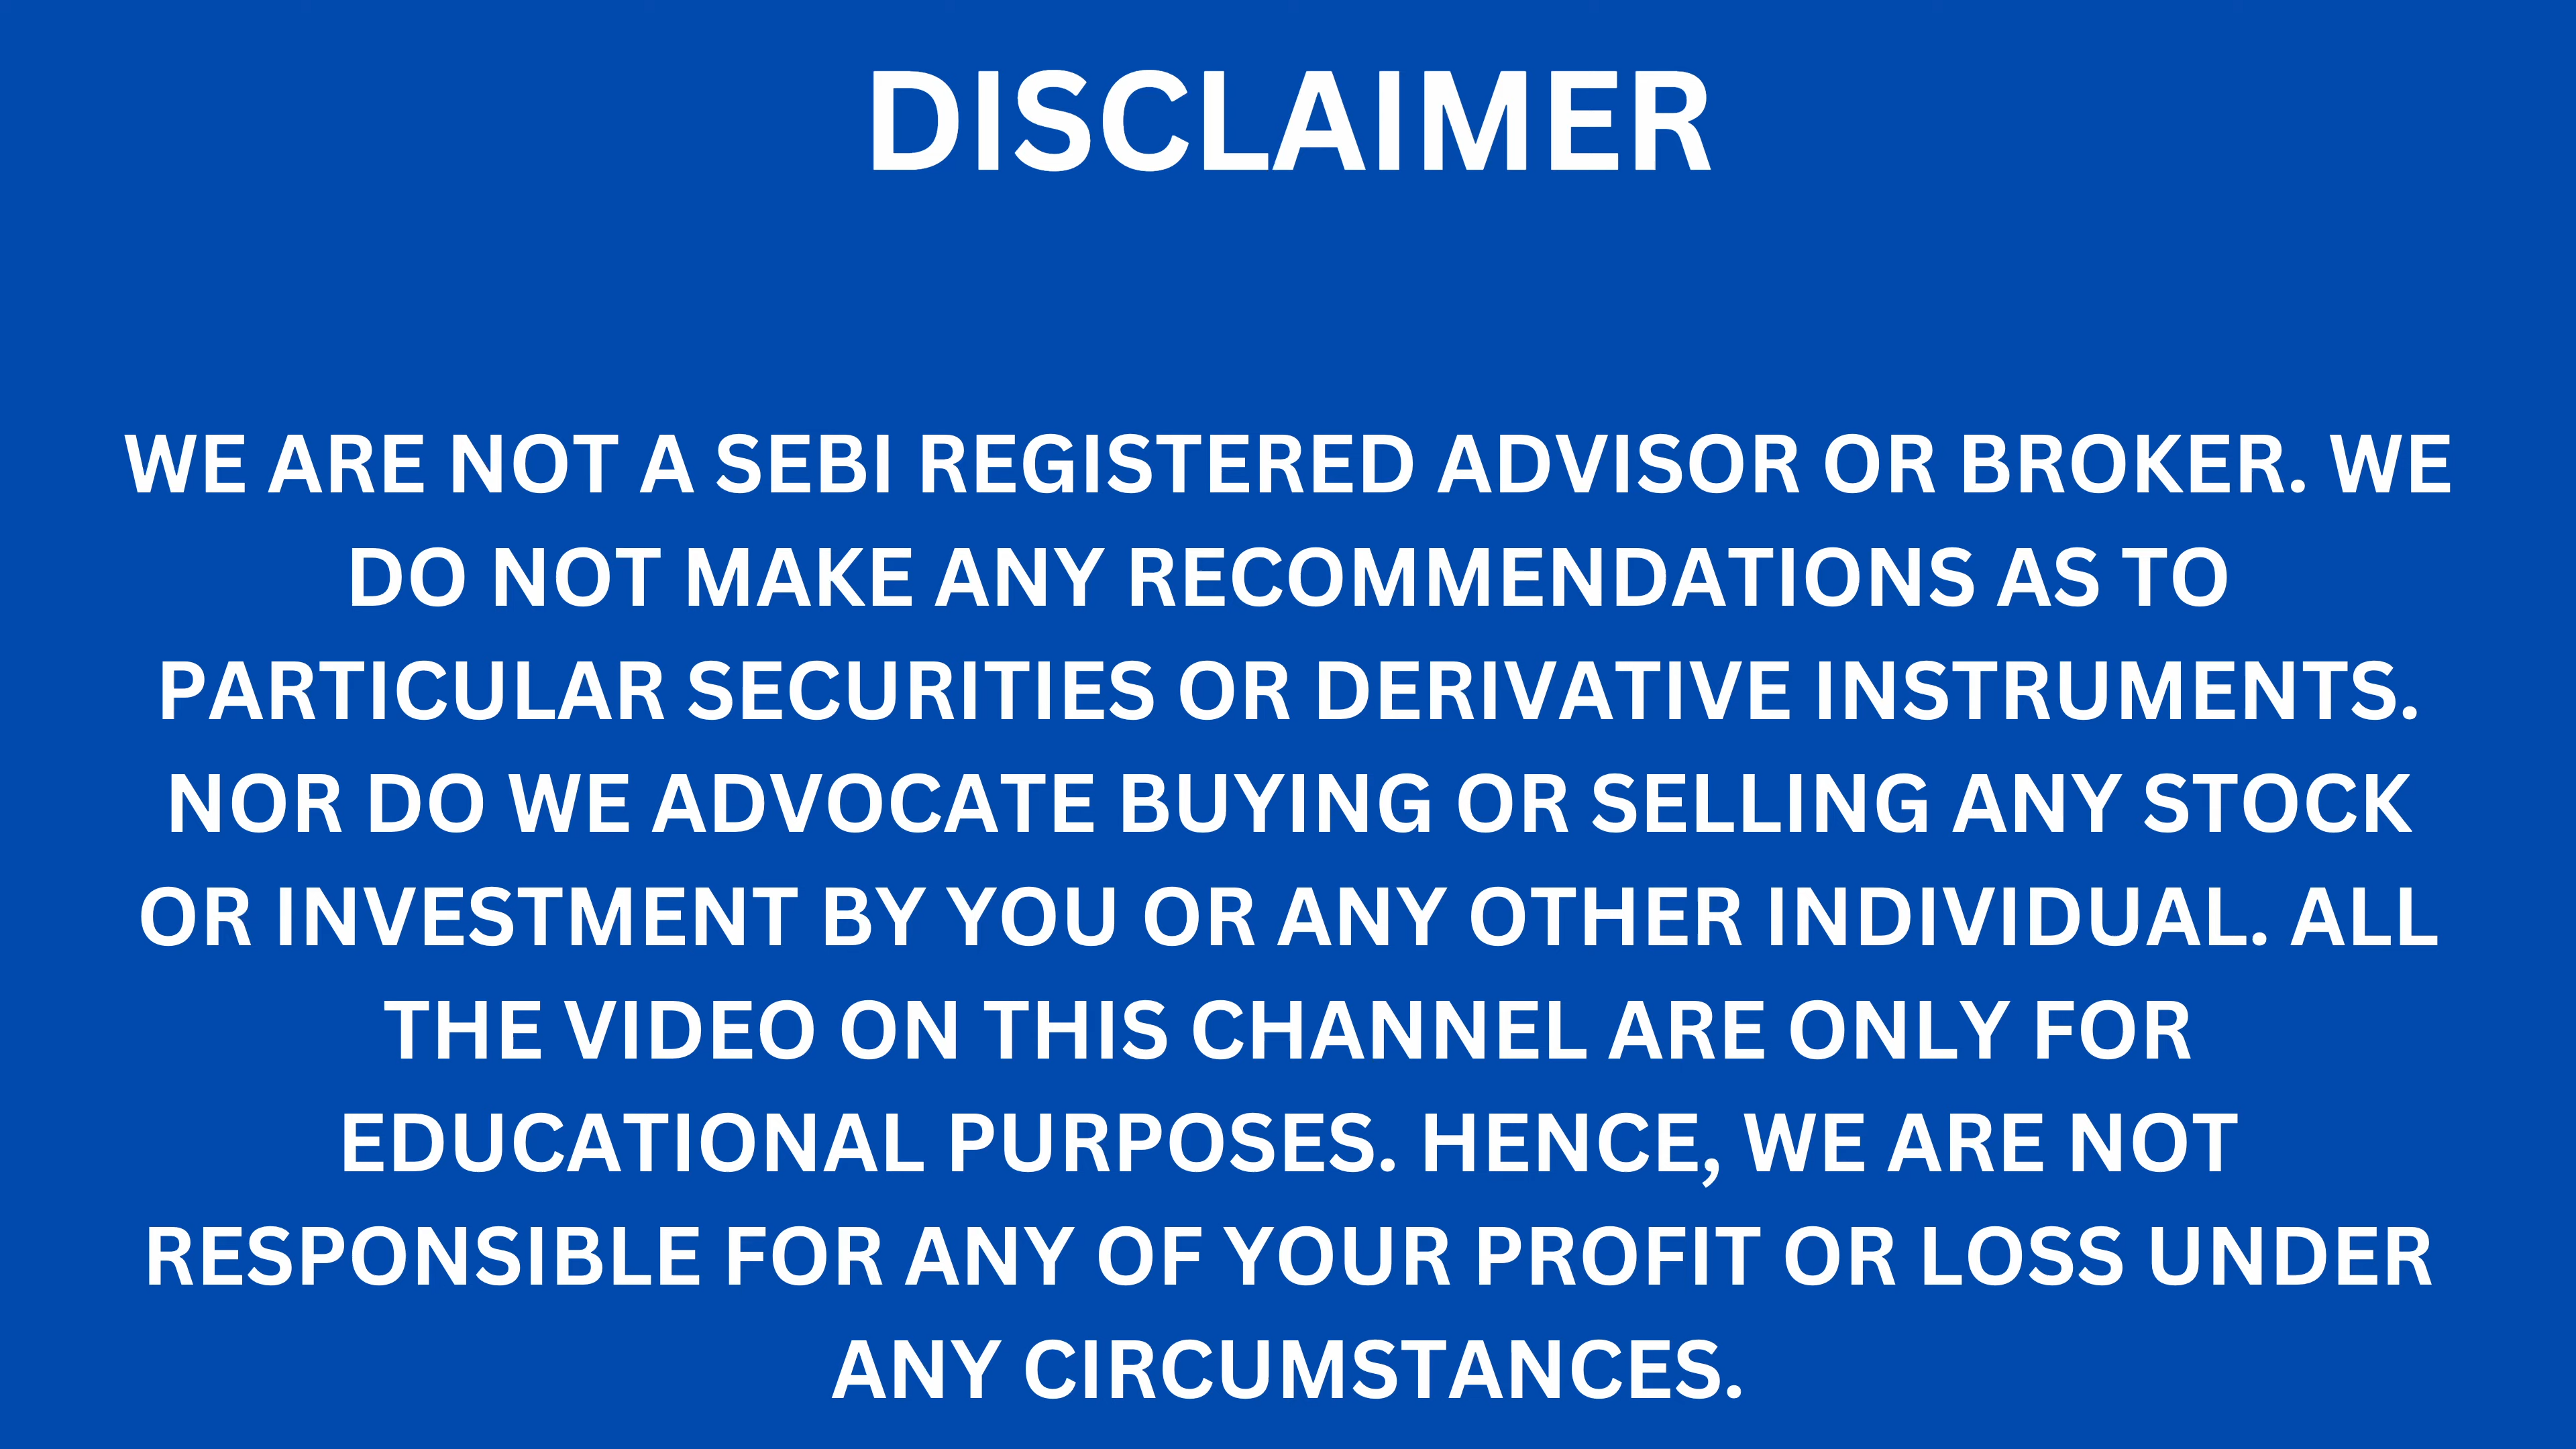 DISCLAIMER
WE ARE NOT A SEBI REGISTERED ADVISOR OR BROKER. WE
DO NOT MAKE ANY RECOMMENDATIONS AS TO
PARTICULAR SECURITIES OR DERIVATIVE INSTRUMENTS.
NOR DO WE ADVOCATE BUYING OR SELLING ANY STOCK
OR INVESTMENT BY YOU OR ANY OTHER INDIVIDUAL. ALL
THE VIDEO ON THIS CHANNEL ARE ONLY FOR
EDUCATIONAL PURPOSES. HENCE, WE ARE NOT
RESPONSIBLE FOR ANY OF YOUR PROFIT OR LOSS UNDER
ANY CIRCUMSTANCES.